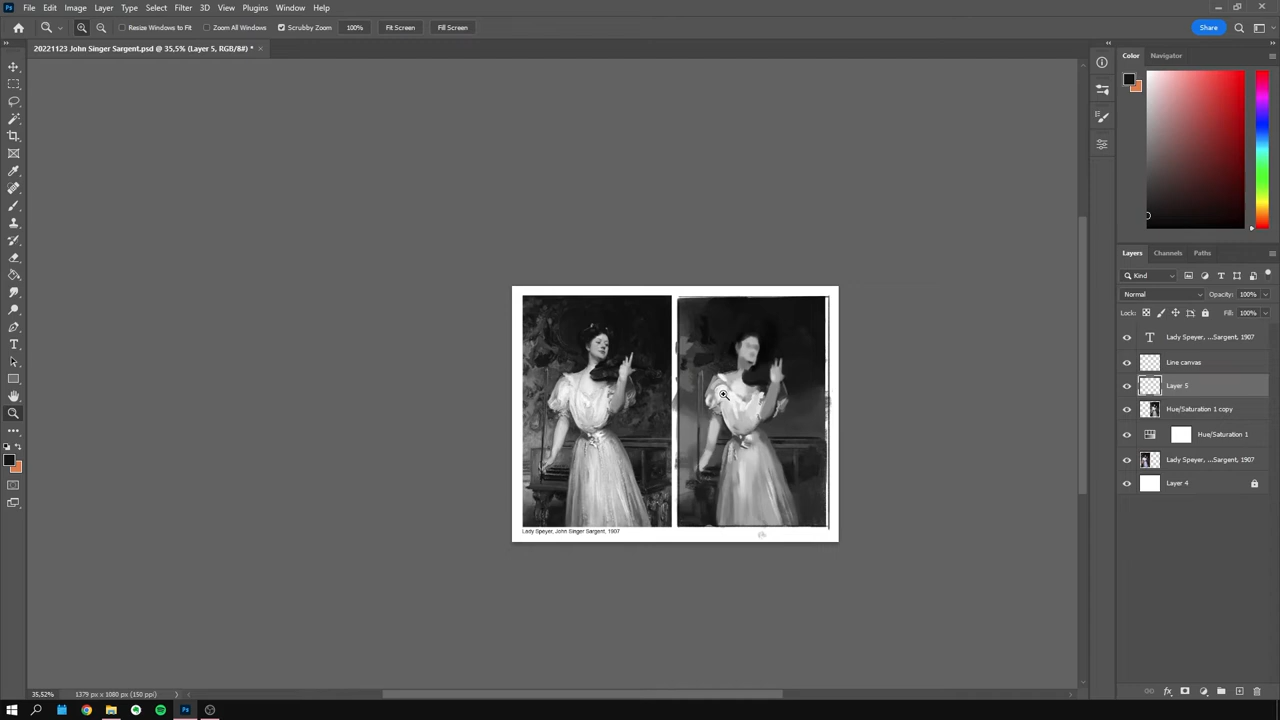 Ps File Edit Image Layer Type Select Filter 3D View Plugins Window Help
Resize Windows to Fit Zoom All Windows Scrubby Zoom 100% Fit Screen Fill Screen Share
20221123 John Singer Sargent.psd @ 35,5% (Layer 5, RGB/8#) *
Color Navigator
Layers Channels Paths
Kind
Normal Opacity: 100%
Lock: Fill: 100%
Lady Speyer, ...Sargent, 1907
Line canvas
Layer 5
Hue/Saturation 1 copy
Hue/Saturation 1
Lady Speyer, ...Sargent, 1907
Layer 4
Lady Speyer, John Singer Sargent, 1907
35,52% 1379 px x 1080 px (150 ppi)
Ps